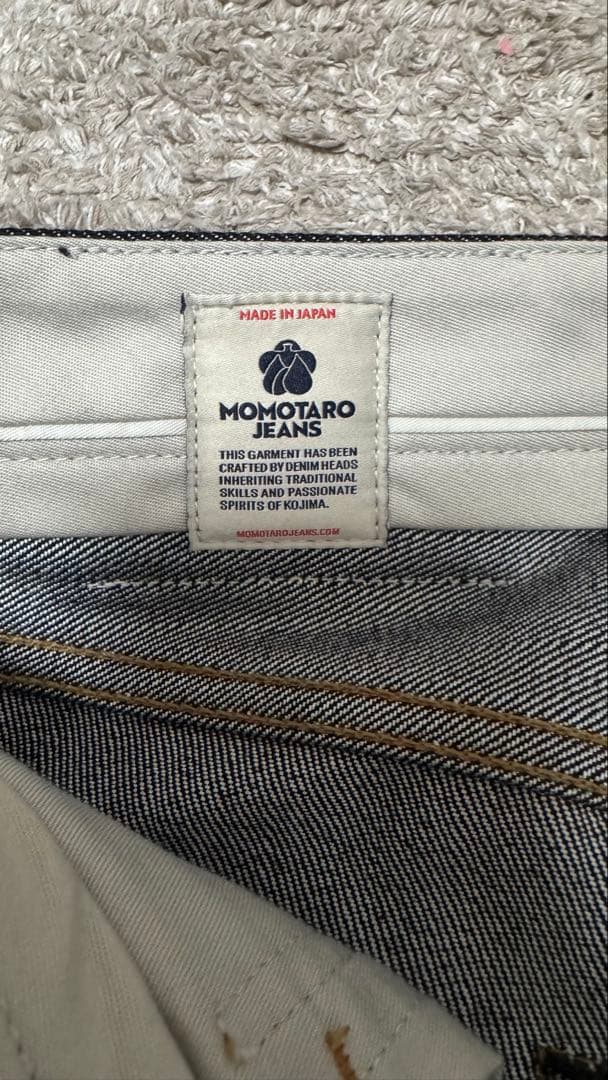 MADE IN JAPAN
MOMOTARO
JEANS
THIS GARMENT HAS BEEN
CRAFTED BY DENIM HEADS
INHERITING TRADITIONAL
SKILLS AND PASSIONATE
SPIRITS OF KOJIMA.
MOMOTAROJEANS.COM